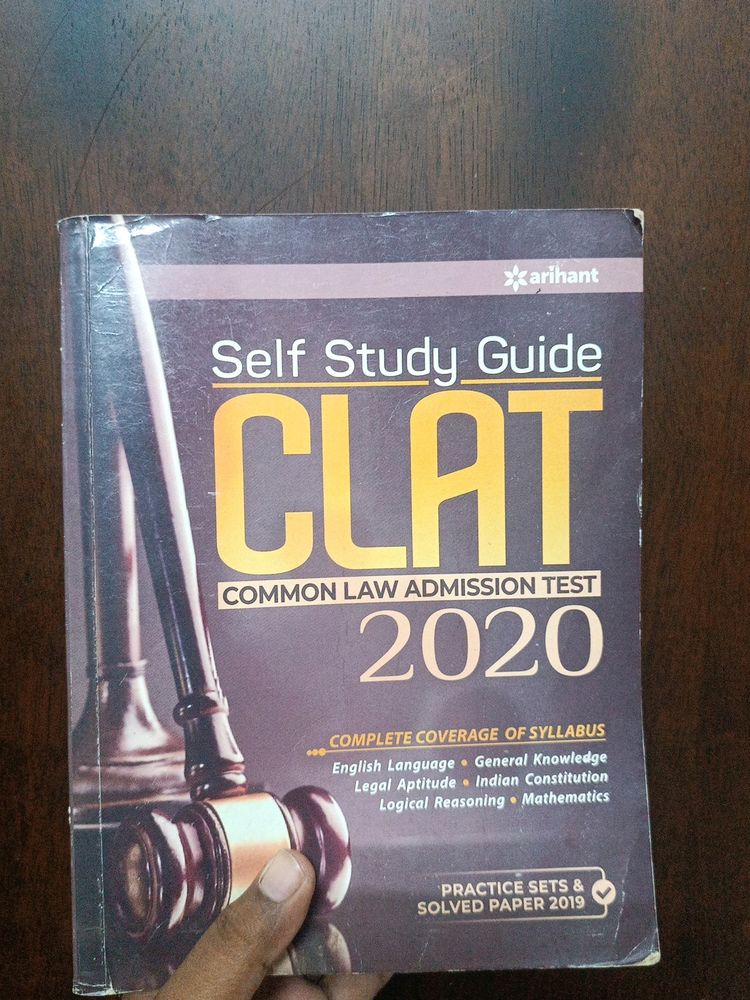 arihant
Self Study Guide
CLAT
COMMON LAW ADMISSION TEST
2020
COMPLETE COVERAGE OF SYLLABUS
English Language • General Knowledge
Legal Aptitude • Indian Constitution
Logical Reasoning • Mathematics
PRACTICE SETS &
SOLVED PAPER 2019